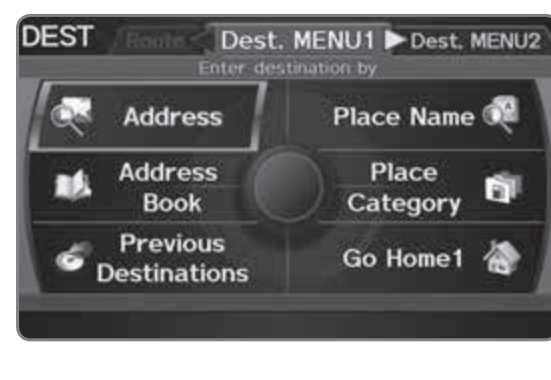 DEST Route Dest. MENU1 Dest. MENU2
Enter destination by
Address
Place Name
Address
Book
Place
Category
Previous
Destinations
Go Home1